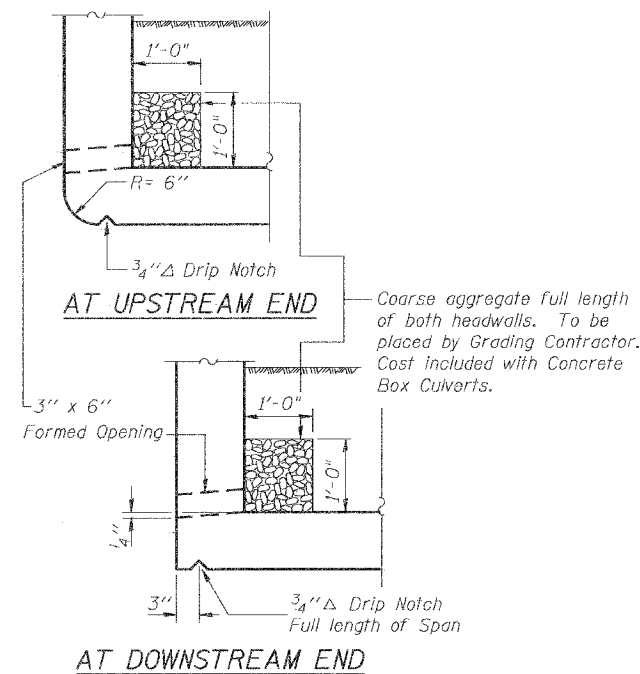 1'-0"
1'-0"
R= 6"
3/4" Δ Drip Notch
AT UPSTREAM END
Coarse aggregate full length
of both headwalls. To be
placed by Grading Contractor.
Cost included with Concrete
Box Culverts.
3" x 6"
Formed Opening
1'-0"
1'-0"
1/4"
3"
3/4" Δ Drip Notch
Full length of Span
AT DOWNSTREAM END